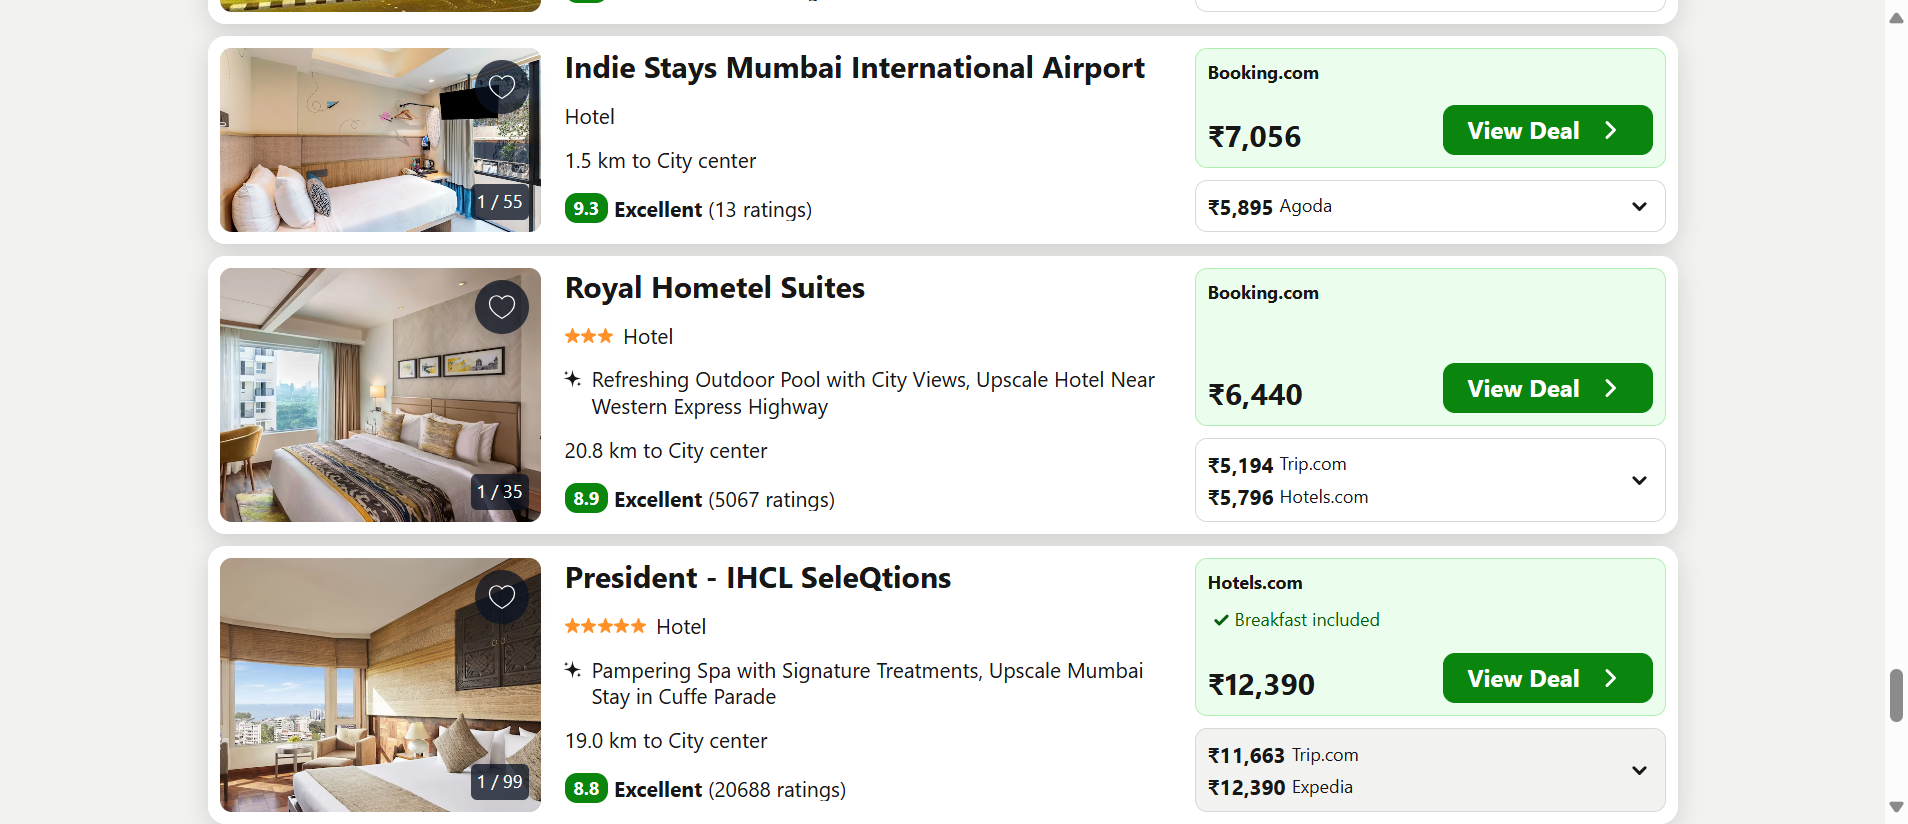 Indie Stays Mumbai International Airport
Hotel
1.5 km to City center
9.3 Excellent (13 ratings)
1 / 55
Booking.com
₹7,056
View Deal
₹5,895 Agoda
Royal Hometel Suites
Hotel
Refreshing Outdoor Pool with City Views, Upscale Hotel Near
Western Express Highway
20.8 km to City center
8.9 Excellent (5067 ratings)
1 / 35
Booking.com
₹6,440
View Deal
₹5,194 Trip.com
₹5,796 Hotels.com
President - IHCL SeleQtions
Hotel
Pampering Spa with Signature Treatments, Upscale Mumbai
Stay in Cuffe Parade
19.0 km to City center
8.8 Excellent (20688 ratings)
1 / 99
Hotels.com
Breakfast included
₹12,390
View Deal
₹11,663 Trip.com
₹12,390 Expedia